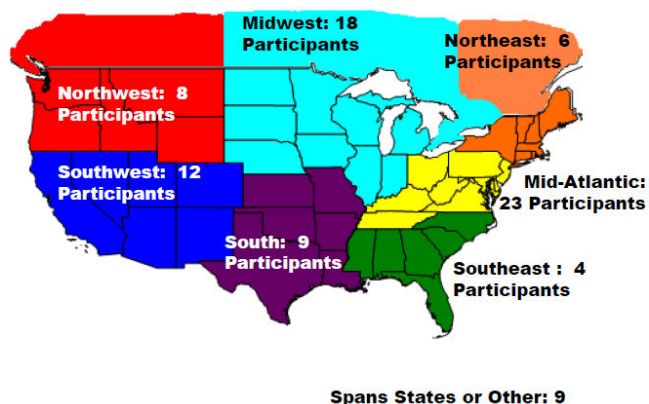 Midwest: 18
Participants
Northeast: 6
Participants
Northwest: 8
Participants
Southwest: 12
Participants
Mid-Atlantic:
23 Participants
South: 9
Participants
Southeast : 4
Participants
Spans States or Other: 9